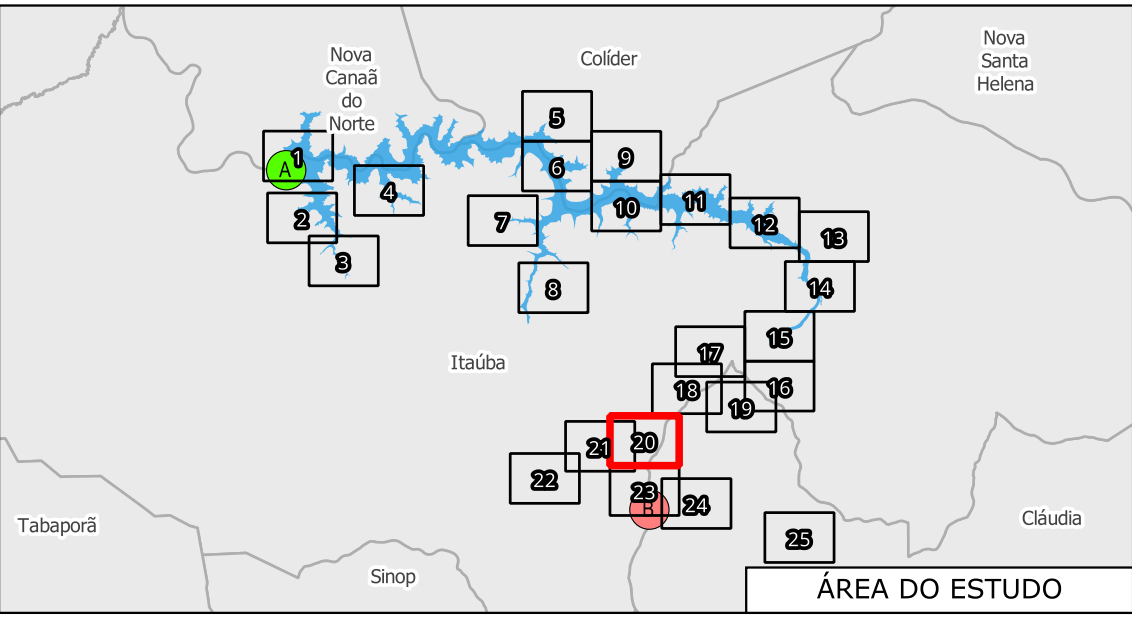 Nova
Canaã
do
Norte
Colíder
Nova
Santa
Helena
5
1
A
6
9
4
2
7
10
11
12
13
3
8
14
15
17
Itaúba
16
18
19
20
21
22
23
B
24
25
Tabaporã
Cláudia
Sinop
ÁREA DO ESTUDO